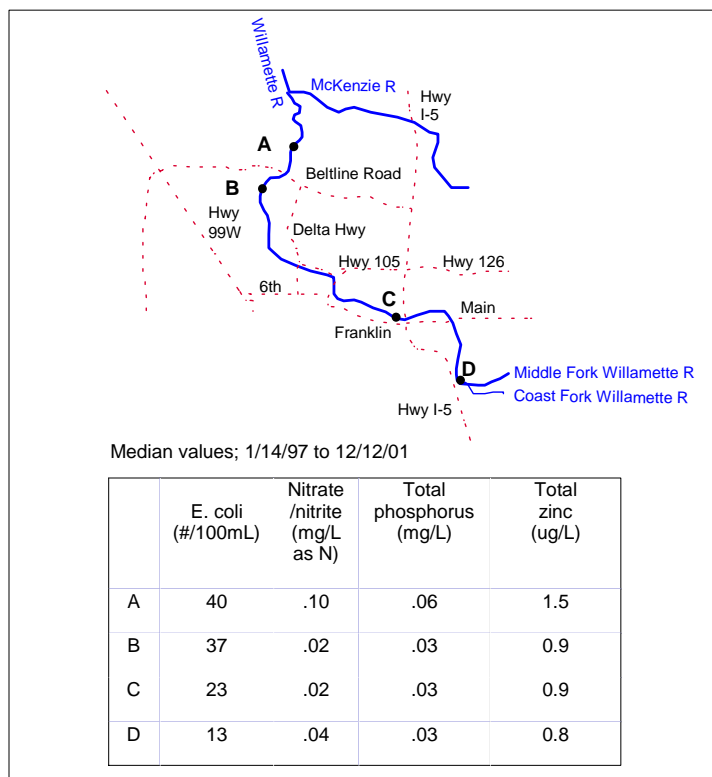 Willamette R
McKenzie R
Hwy
I-5
A
Beltline Road
B
Hwy
99W
Delta Hwy
Hwy 105
Hwy 126
6th
C
Main
Franklin
D
Middle Fork Willamette R
Coast Fork Willamette R
Hwy I-5
Median values; 1/14/97 to 12/12/01
E. coli
(#/100mL)
Nitrate
/nitrite
(mg/L
as N)
Total
phosphorus
(mg/L)
Total
zinc
(ug/L)
A 40 .10 .06 1.5
B 37 .02 .03 0.9
C 23 .02 .03 0.9
D 13 .04 .03 0.8